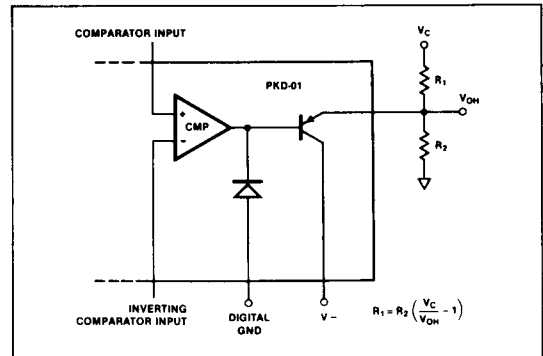 COMPARATOR INPUT
PKD-01
V_C
R_1
V_OH
R_2
+
CMP
-
INVERTING
COMPARATOR INPUT
DIGITAL
GND
V-
R_1 = R_2 (V_C / V_OH - 1)